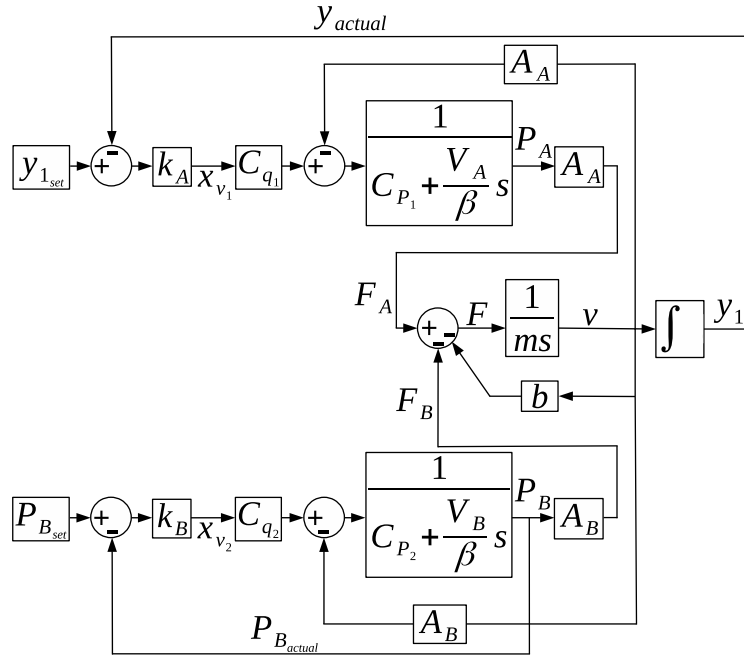 y_actual
A_A
y_1set
+
-
k_A
x_v1
C_q1
+
-
1
C_P1 + V_A/β s
P_A
A_A
F_A
+
-
-
F
1
ms
v
∫
y_1
b
F_B
P_Bset
+
-
k_B
x_v2
C_q2
+
-
1
C_P2 + V_B/β s
P_B
A_B
A_B
P_Bactual